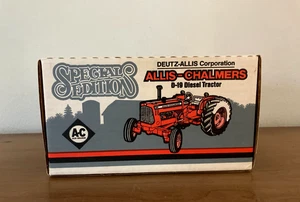 SPECIAL
EDITION
DEUTZ-ALLIS Corporation
ALLIS-CHALMERS
D-19 Diesel Tractor
A-C